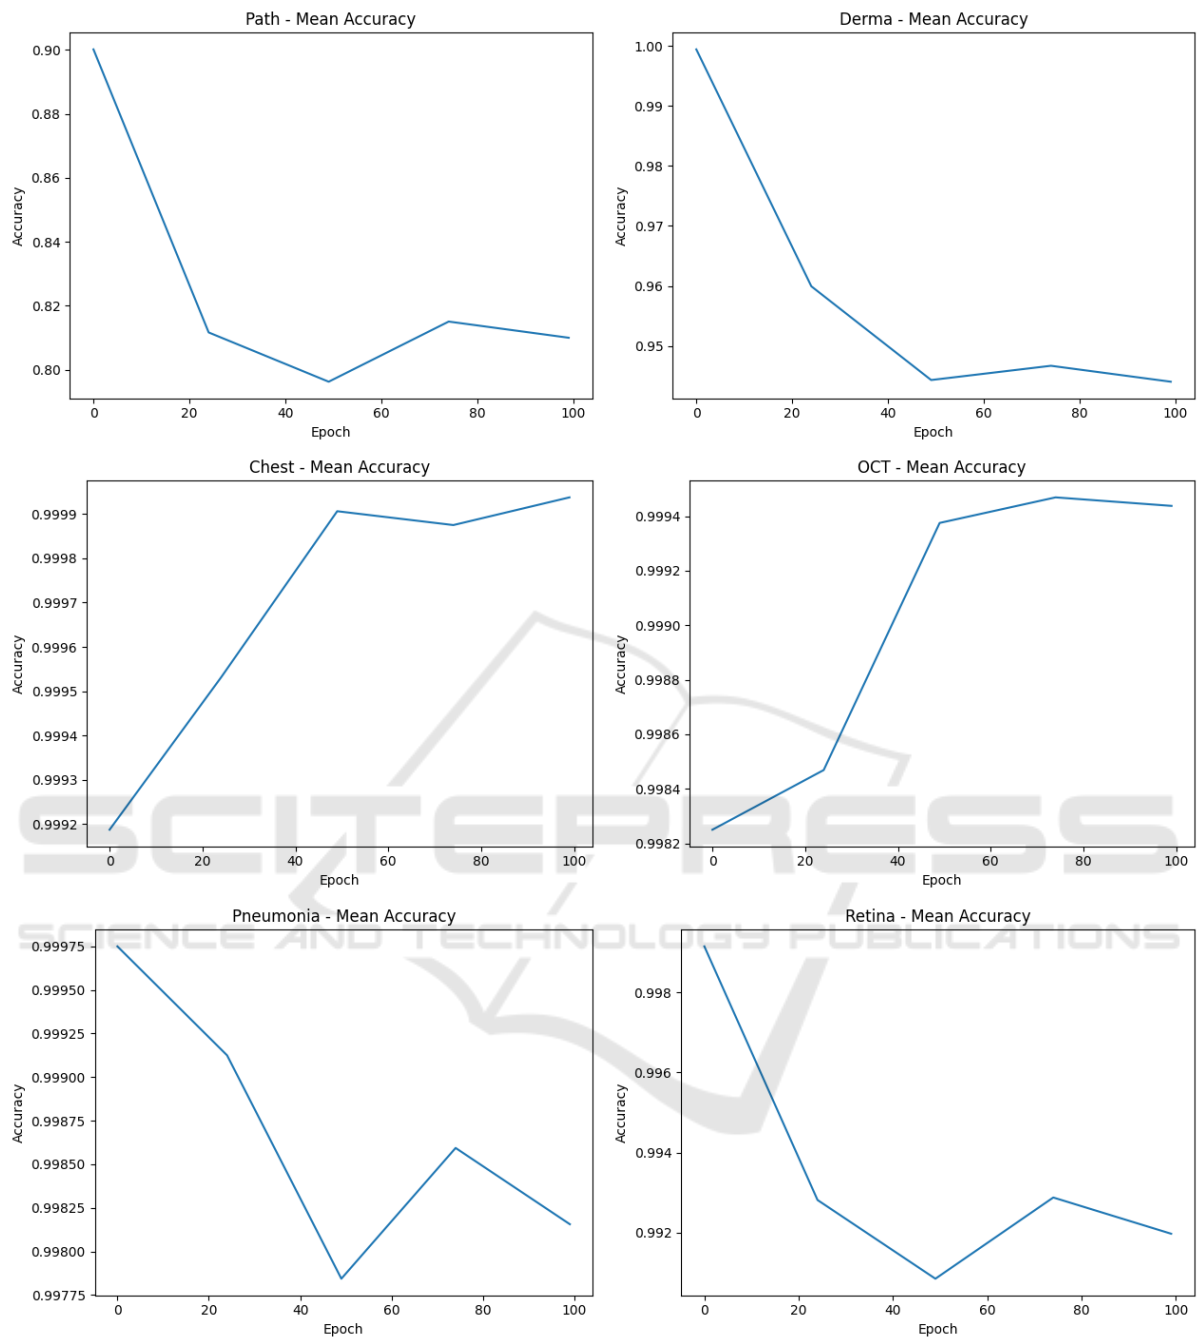 Path - Mean Accuracy
0.90
0.88
0.86
0.84
0.82
0.80
Accuracy
0 20 40 60 80 100
Epoch
Derma - Mean Accuracy
1.00
0.99
0.98
0.97
0.96
0.95
Accuracy
0 20 40 60 80 100
Epoch
Chest - Mean Accuracy
0.9999
0.9998
0.9997
0.9996
0.9995
0.9994
0.9993
0.9992
Accuracy
0 20 40 60 80 100
Epoch
OCT - Mean Accuracy
0.9994
0.9992
0.9990
0.9988
0.9986
0.9984
0.9982
Accuracy
0 20 40 60 80 100
Epoch
SCITEPRESS
SCIENCE AND TECHNOLOGY PUBLICATIONS
Pneumonia - Mean Accuracy
0.99975
0.99950
0.99925
0.99900
0.99875
0.99850
0.99825
0.99800
0.99775
Accuracy
0 20 40 60 80 100
Epoch
Retina - Mean Accuracy
0.998
0.996
0.994
0.992
Accuracy
0 20 40 60 80 100
Epoch